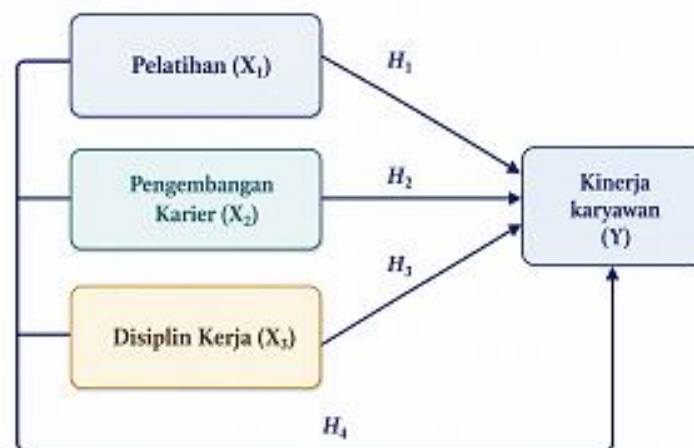 Pelatihan (X₁)
H₁
Pengembangan
Karier (X₂)
H₂
Kinerja
karyawan
(Y)
H₃
Disiplin Kerja (X₃)
H₄